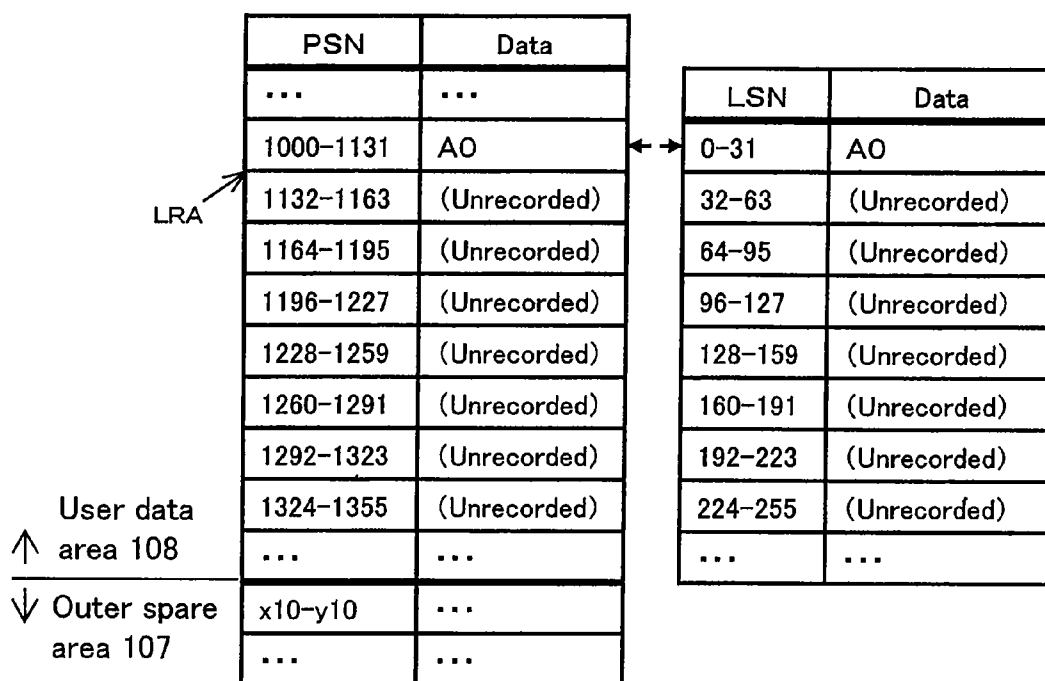 PSN Data
... ...
1000-1131 A0
1132-1163 (Unrecorded)
1164-1195 (Unrecorded)
1196-1227 (Unrecorded)
1228-1259 (Unrecorded)
1260-1291 (Unrecorded)
1292-1323 (Unrecorded)
1324-1355 (Unrecorded)
... ...
x10-y10 ...
... ...
LRA
User data
↑ area 108
↓ Outer spare
area 107
LSN Data
0-31 A0
32-63 (Unrecorded)
64-95 (Unrecorded)
96-127 (Unrecorded)
128-159 (Unrecorded)
160-191 (Unrecorded)
192-223 (Unrecorded)
224-255 (Unrecorded)
... ...